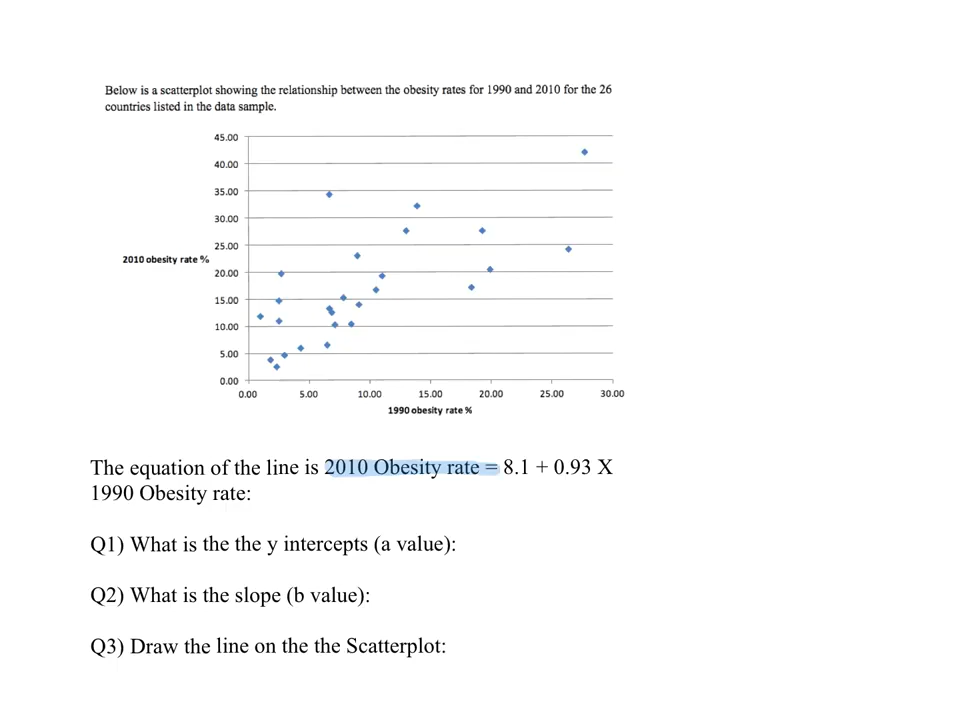 Below is a scatterplot showing the relationship between the obesity rates for 1990 and 2010 for the 26
countries listed in the data sample.
45.00
40.00
35.00
30.00
25.00
2010 obesity rate %
20.00
15.00
10.00
5.00
0.00
0.00 5.00 10.00 15.00 20.00 25.00 30.00
1990 obesity rate %
The equation of the line is 2010 Obesity rate = 8.1 + 0.93 X
1990 Obesity rate:
Q1) What is the the y intercepts (a value):
Q2) What is the slope (b value):
Q3) Draw the line on the the Scatterplot: